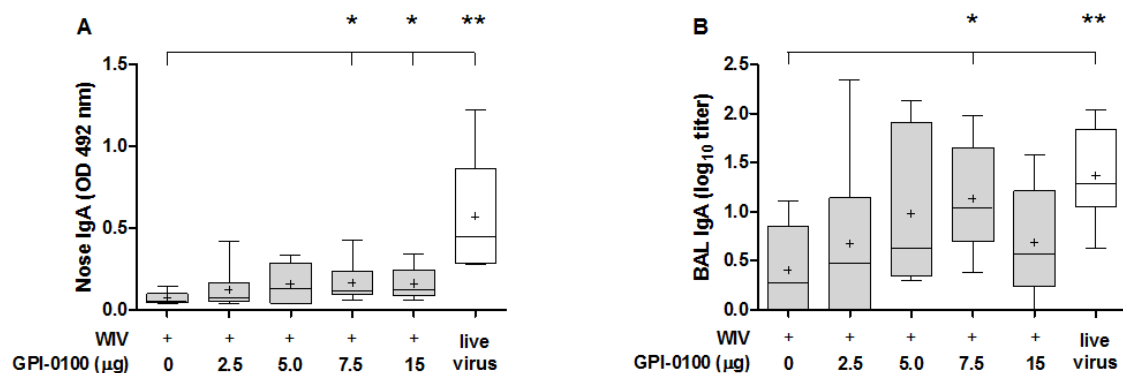 A
* * **
Nose IgA (OD 492 nm)
1.5
1.0
0.5
0.0
WIV + + + + + live
GPI-0100 (μg) 0 2.5 5.0 7.5 15 virus
B
* **
BAL IgA (log10 titer)
2.5
2.0
1.5
1.0
0.5
0.0
WIV + + + + + live
GPI-0100 (μg) 0 2.5 5.0 7.5 15 virus